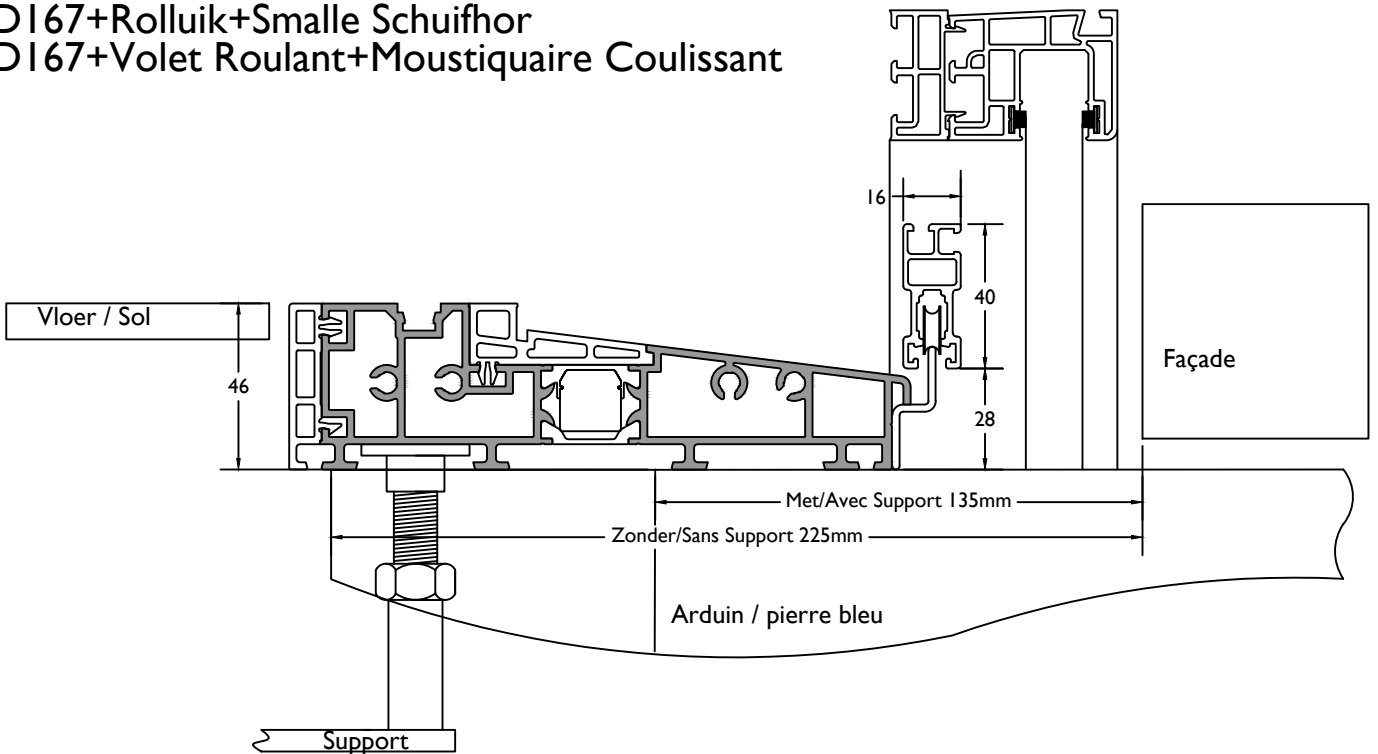 D167+Rolluik+Smalle Schuifhor
D167+Volet Roulant+Moustiquaire Coulissant
16
Vloer / Sol
40
Façade
46
28
Met/Avec Support 135mm
Zonder/Sans Support 225mm
Arduin / pierre bleu
Support